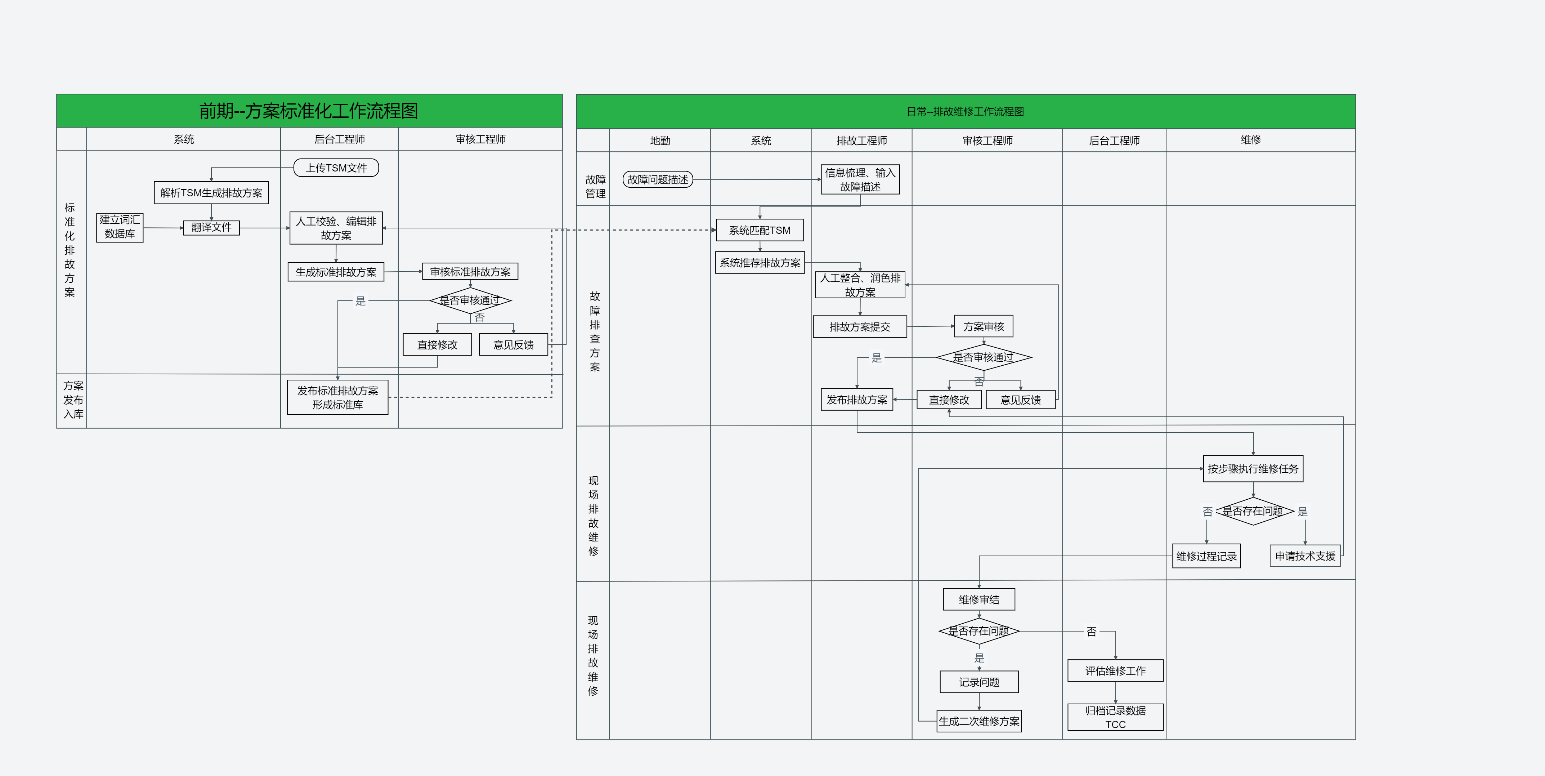 前期--方案标准化工作流程图
系统
后台工程师
审核工程师
标
准
化
排
故
方
案
上传TSM文件
解析TSM生成排故方案
建立词汇
数据库
翻译文件
人工校验、编辑排
故方案
生成标准排故方案
审核标准排故方案
是否审核通过
是
否
直接修改
意见反馈
方案
发布
入库
发布标准排故方案
形成标准库
日常--排故维修工作流程图
地勤
系统
排故工程师
审核工程师
后台工程师
维修
故障
管理
故障问题描述
信息梳理、输入
故障描述
故
障
排
查
方
案
系统匹配TSM
系统推荐排故方案
人工整合、润色排
故方案
排故方案提交
方案审核
是否审核通过
是
否
发布排故方案
直接修改
意见反馈
现
场
排
故
维
修
按步骤执行维修任务
是否存在问题
否
是
维修过程记录
申请技术支援
现
场
排
故
维
修
维修审结
是否存在问题
否
是
评估维修工作
记录问题
归档记录数据
TCC
生成二次维修方案